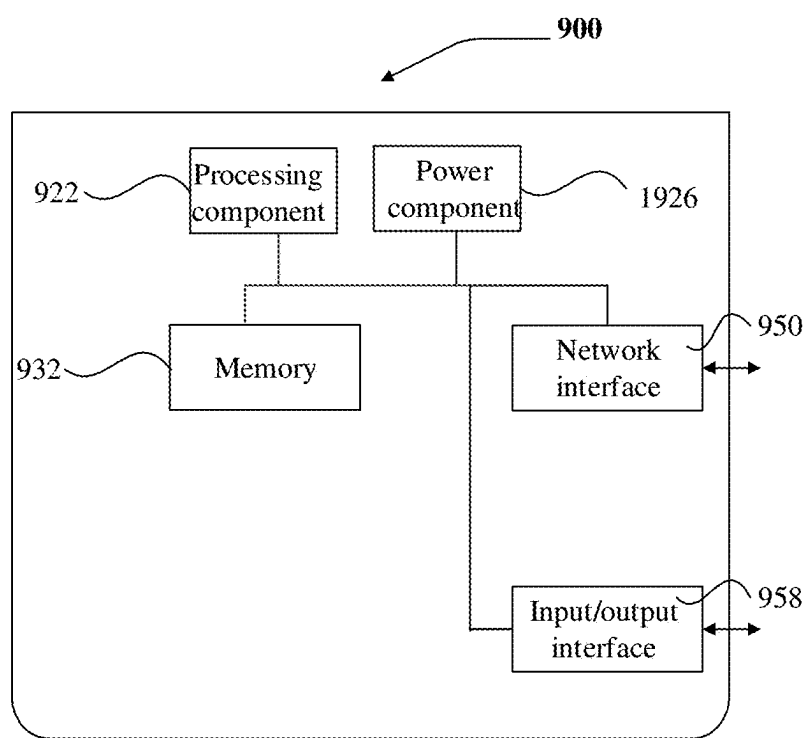 900
922
Processing
component
Power
component
1926
932
Memory
Network
interface
950
Input/output
interface
958